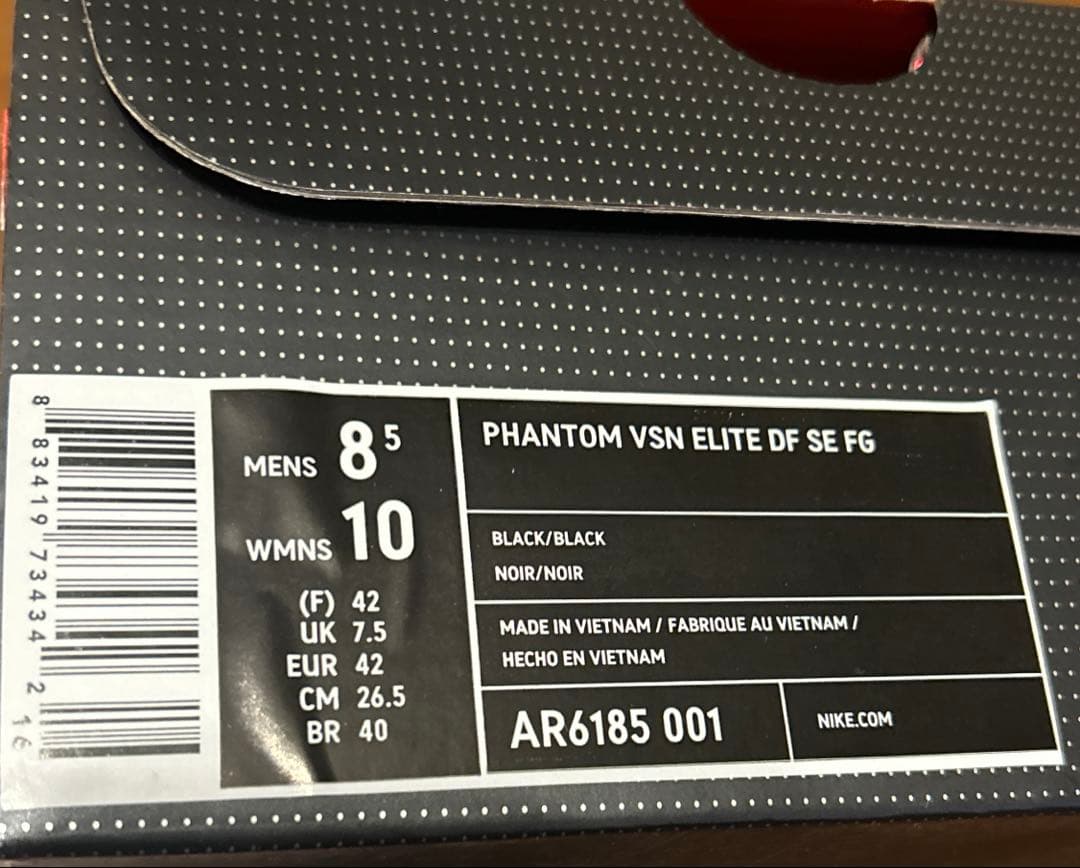 8 83419 73434 2
MENS 8 5
WMNS 10
(F) 42
UK 7.5
EUR 42
CM 26.5
BR 40
PHANTOM VSN ELITE DF SE FG
BLACK/BLACK
NOIR/NOIR
MADE IN VIETNAM / FABRIQUE AU VIETNAM /
HECHO EN VIETNAM
AR6185 001
NIKE.COM